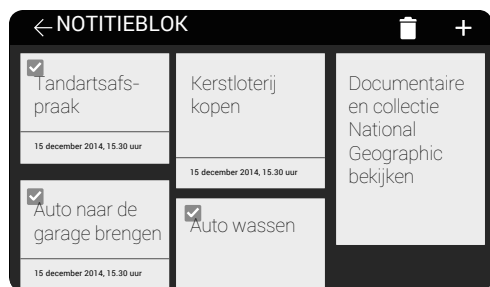 NOTITIEBLOK
Tandartsafs-
praak
15 december 2014, 15.30 uur
Auto naar de
garage brengen
15 december 2014, 15.30 uur
Kerstloterij
kopen
15 december 2014, 15.30 uur
Auto wassen
Documentaire
en collectie
National
Geographic
bekijken